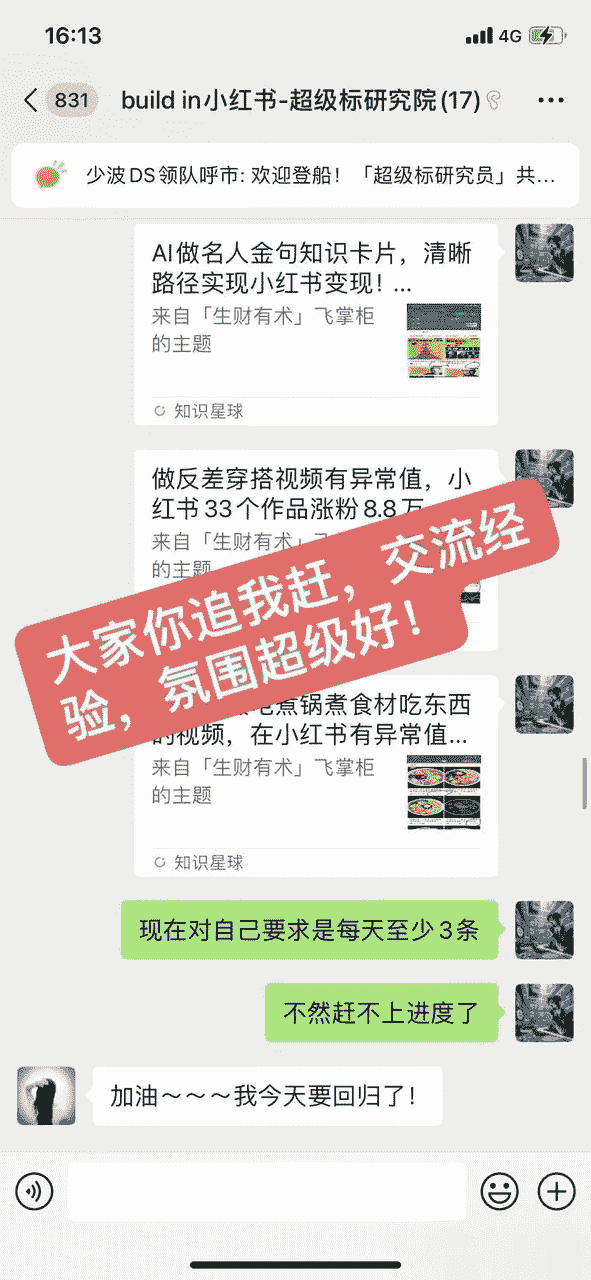 16:13
4G
831
build in小红书-超级标研究院(17)
少波DS领队呼市: 欢迎登船！「超级标研究员」共...
AI做名人金句知识卡片，清晰
路径实现小红书变现！...
来自「生财有术」飞掌柜
的主题
知识星球
做反差穿搭视频有异常值，小
红书33个作品涨粉8.8万
来自「生财有术」
的主题
大家你追我赶，交流经
验，氛围超级好！
煮锅煮食材吃东西
的视频，在小红书有异常值...
来自「生财有术」飞掌柜
的主题
知识星球
现在对自己要求是每天至少3条
不然赶不上进度了
加油～～～我今天要回归了！